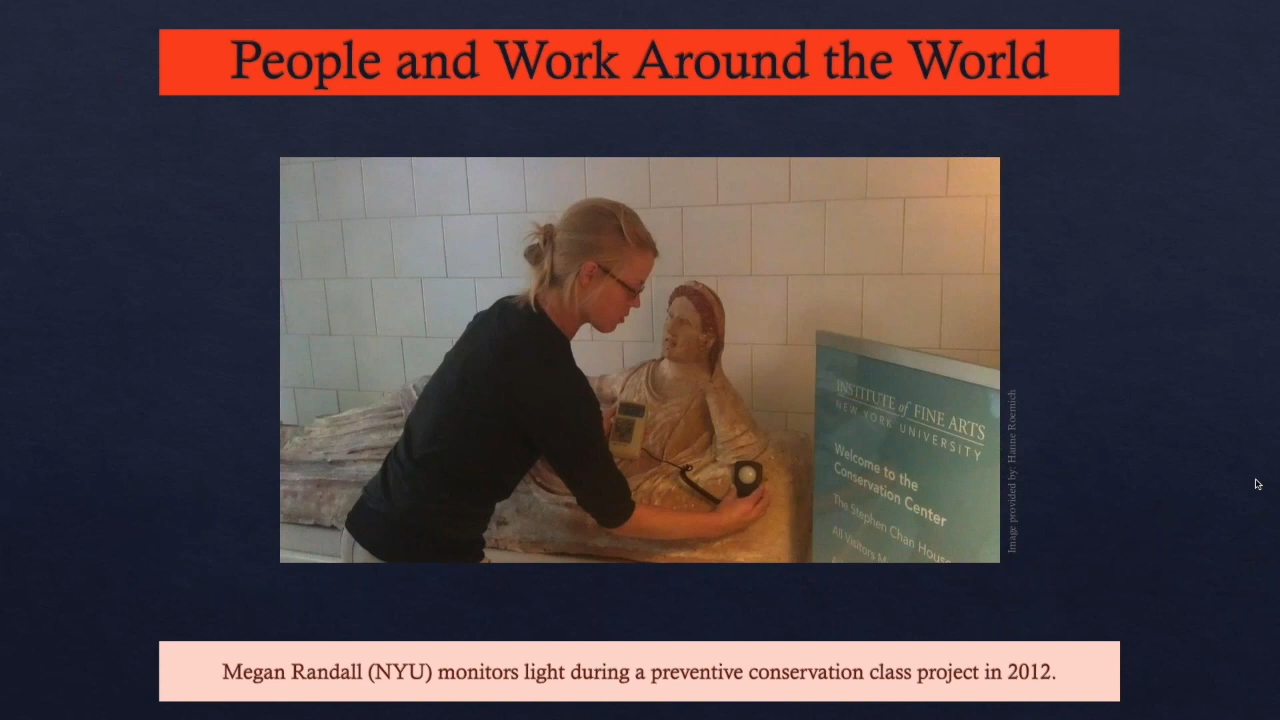 People and Work Around the World
INSTITUTE of FINE ARTS
NEW YORK UNIVERSITY
Welcome to the
Conservation Center
The Stephen Chan House
All Visitors
Image provided by: Hanne Roemich
Megan Randall (NYU) monitors light during a preventive conservation class project in 2012.